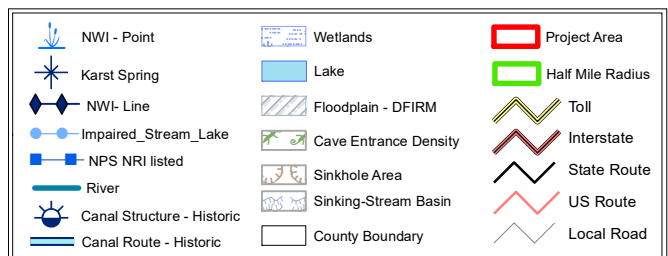 NWI - Point
Karst Spring
NWI- Line
Impaired_Stream_Lake
NPS NRI listed
River
Canal Structure - Historic
Canal Route - Historic
Wetlands
Lake
Floodplain - DFIRM
Cave Entrance Density
Sinkhole Area
Sinking-Stream Basin
County Boundary
Project Area
Half Mile Radius
Toll
Interstate
State Route
US Route
Local Road